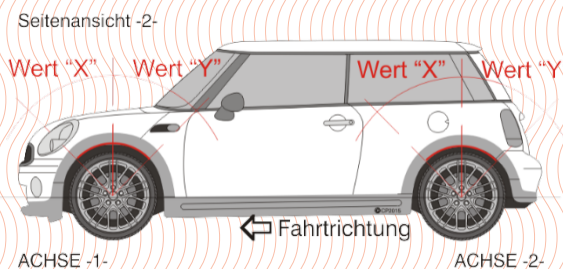 Seitenansicht -2-
Wert “X” Wert “Y” Wert “X” Wert “Y
Fahrtrichtung
ACHSE -1- ACHSE -2-